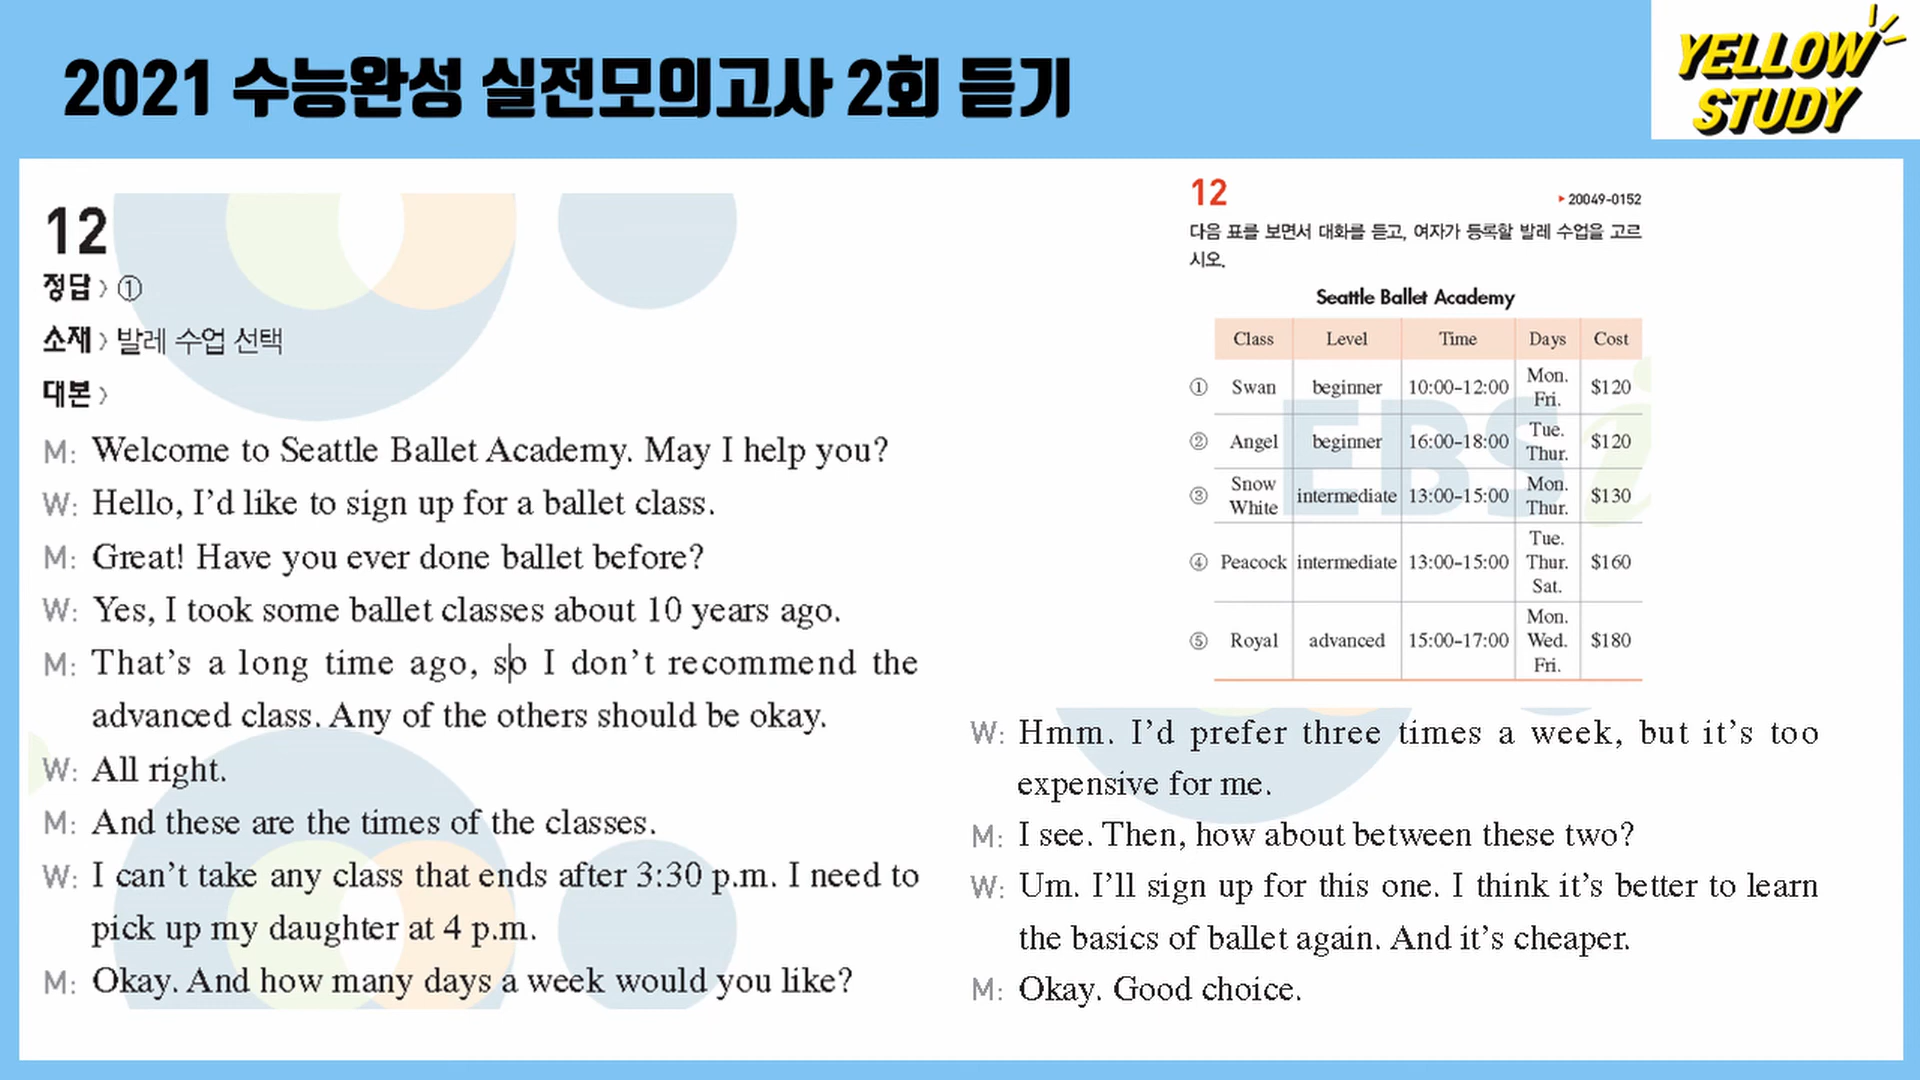 2021 수능완성 실전모의고사 2회 듣기
YELLOW
STUDY
12
정답 〉 ①
소재 〉 발레 수업 선택
대본 〉
M: Welcome to Seattle Ballet Academy. May I help you?
W: Hello, I'd like to sign up for a ballet class.
M: Great! Have you ever done ballet before?
W: Yes, I took some ballet classes about 10 years ago.
M: That's a long time ago, so I don't recommend the
advanced class. Any of the others should be okay.
W: All right.
M: And these are the times of the classes.
W: I can't take any class that ends after 3:30 p.m. I need to
pick up my daughter at 4 p.m.
M: Okay. And how many days a week would you like?
12
▸ 20049-0152
다음 표를 보면서 대화를 듣고, 여자가 등록할 발레 수업을 고르
시오.
Seattle Ballet Academy
Class Level Time Days Cost
① Swan beginner 10:00–12:00 Mon. Fri. $120
② Angel beginner 16:00–18:00 Tue. Thur. $120
③ Snow White intermediate 13:00–15:00 Mon. Thur. $130
④ Peacock intermediate 13:00–15:00 Tue. Thur. Sat. $160
⑤ Royal advanced 15:00–17:00 Mon. Wed. Fri. $180
EBSi
W: Hmm. I'd prefer three times a week, but it's too
expensive for me.
M: I see. Then, how about between these two?
W: Um. I'll sign up for this one. I think it's better to learn
the basics of ballet again. And it's cheaper.
M: Okay. Good choice.